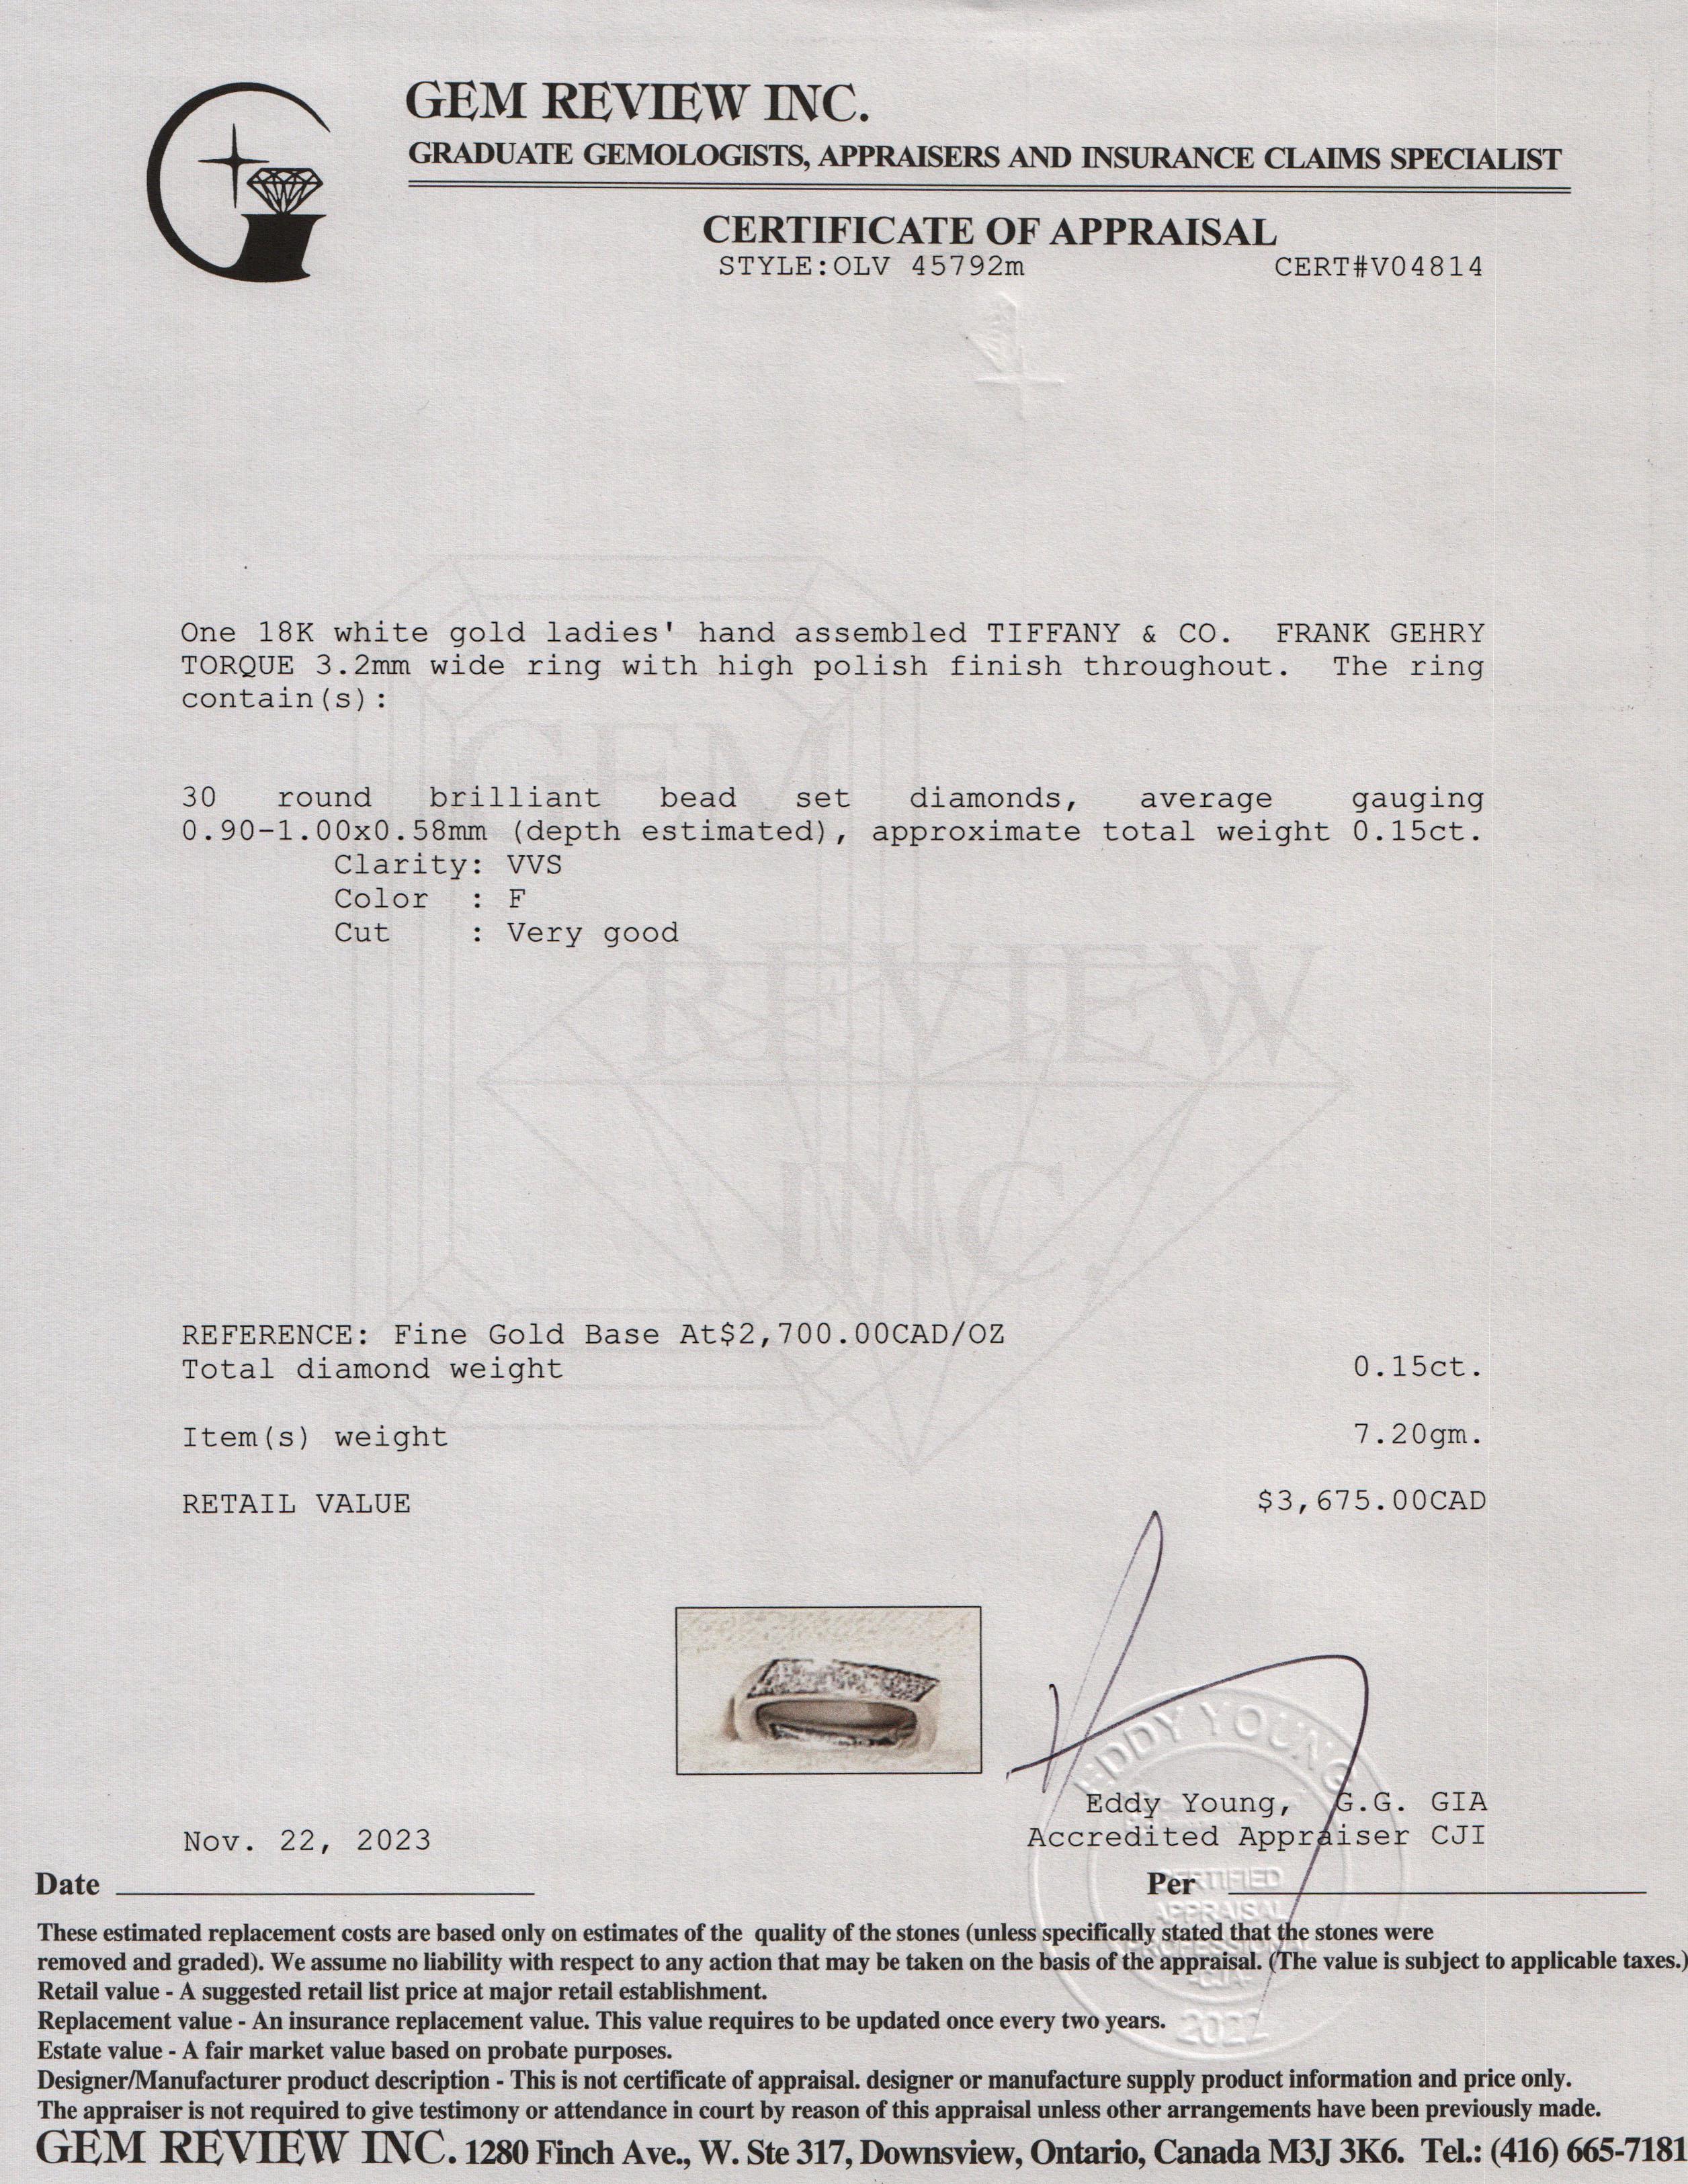 GEM REVIEW INC.
GRADUATE GEMOLOGISTS, APPRAISERS AND INSURANCE CLAIMS SPECIALIST
CERTIFICATE OF APPRAISAL
STYLE:OLV 45792m CERT#V04814
One 18K white gold ladies' hand assembled TIFFANY & CO. FRANK GEHRY
TORQUE 3.2mm wide ring with high polish finish throughout. The ring
contain(s):
GEM
30 round brilliant bead set diamonds, average gauging
0.90-1.00x0.58mm (depth estimated), approximate total weight 0.15ct.
Clarity: VVS
Color : F
Cut : Very good
REVIEW
INC.
REFERENCE: Fine Gold Base At$2,700.00CAD/OZ
Total diamond weight 0.15ct.
Item(s) weight 7.20gm.
RETAIL VALUE $3,675.00CAD
EDDY YOUNG
Eddy Young, G.G. GIA
Nov. 22, 2023 Accredited Appraiser CJI
Date Per
CERTIFIED
APPRAISAL
PROFESSIONAL
CJA
2022
These estimated replacement costs are based only on estimates of the quality of the stones (unless specifically stated that the stones were
removed and graded). We assume no liability with respect to any action that may be taken on the basis of the appraisal. (The value is subject to applicable taxes.)
Retail value - A suggested retail list price at major retail establishment.
Replacement value - An insurance replacement value. This value requires to be updated once every two years.
Estate value - A fair market value based on probate purposes.
Designer/Manufacturer product description - This is not certificate of appraisal. designer or manufacture supply product information and price only.
The appraiser is not required to give testimony or attendance in court by reason of this appraisal unless other arrangements have been previously made.
GEM REVIEW INC. 1280 Finch Ave., W. Ste 317, Downsview, Ontario, Canada M3J 3K6. Tel.: (416) 665-7181